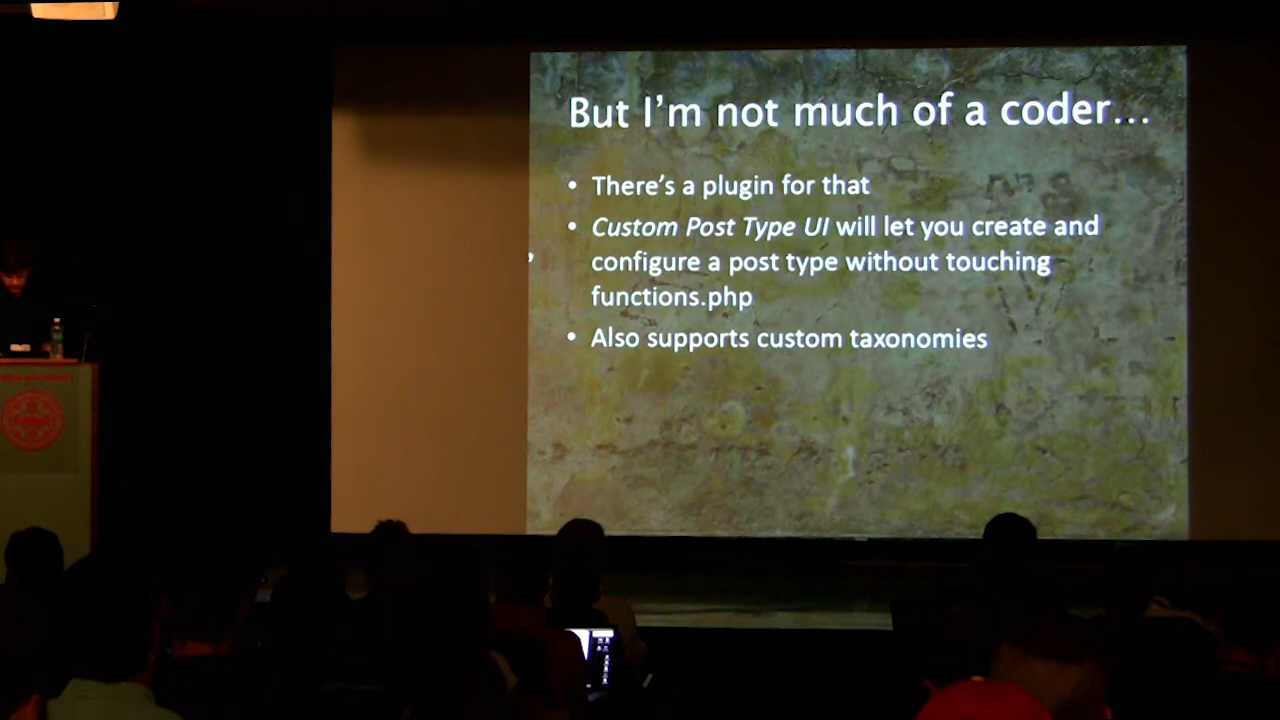 But I'm not much of a coder...
• There's a plugin for that
• Custom Post Type UI will let you create and
configure a post type without touching
functions.php
• Also supports custom taxonomies